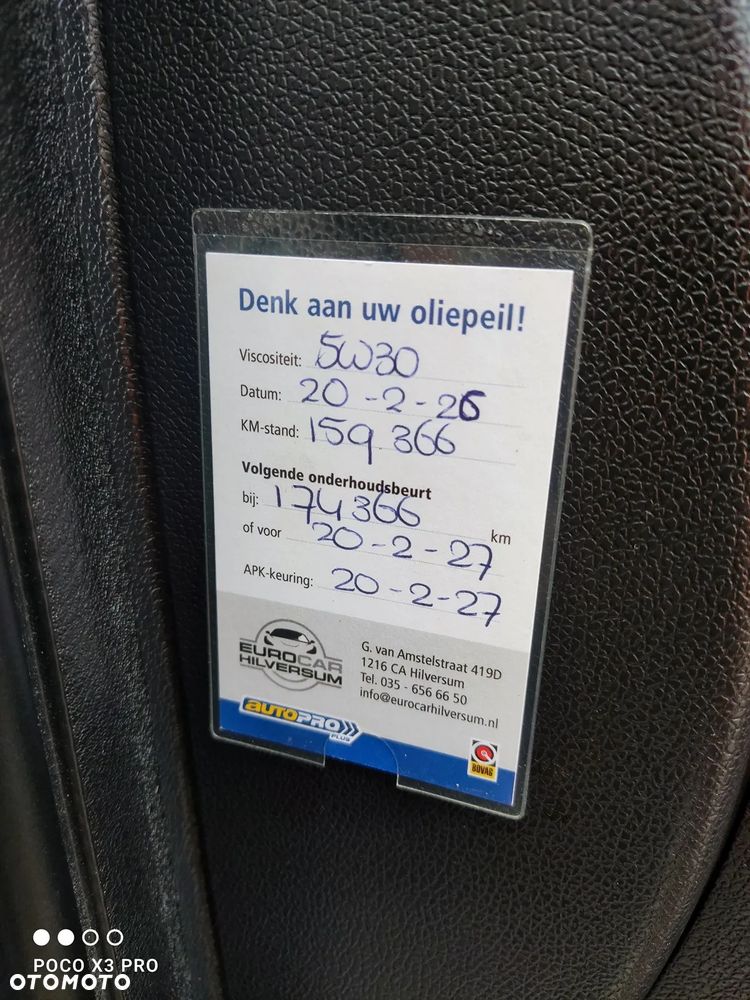 Denk aan uw oliepeil!
Viscositeit: 5W30
Datum: 20-2-26
KM-stand: 159 366
Volgende onderhoudsbeurt
bij: 174366 km
of voor 20-2-27
APK-keuring: 20-2-27
EUROCAR
HILVERSUM
G. van Amstelstraat 419D
1216 CA Hilversum
Tel. 035 - 656 66 50
info@eurocarhilversum.nl
AUTOPRO
PLUS
BOVAG
POCO X3 PRO
OTOMOTO